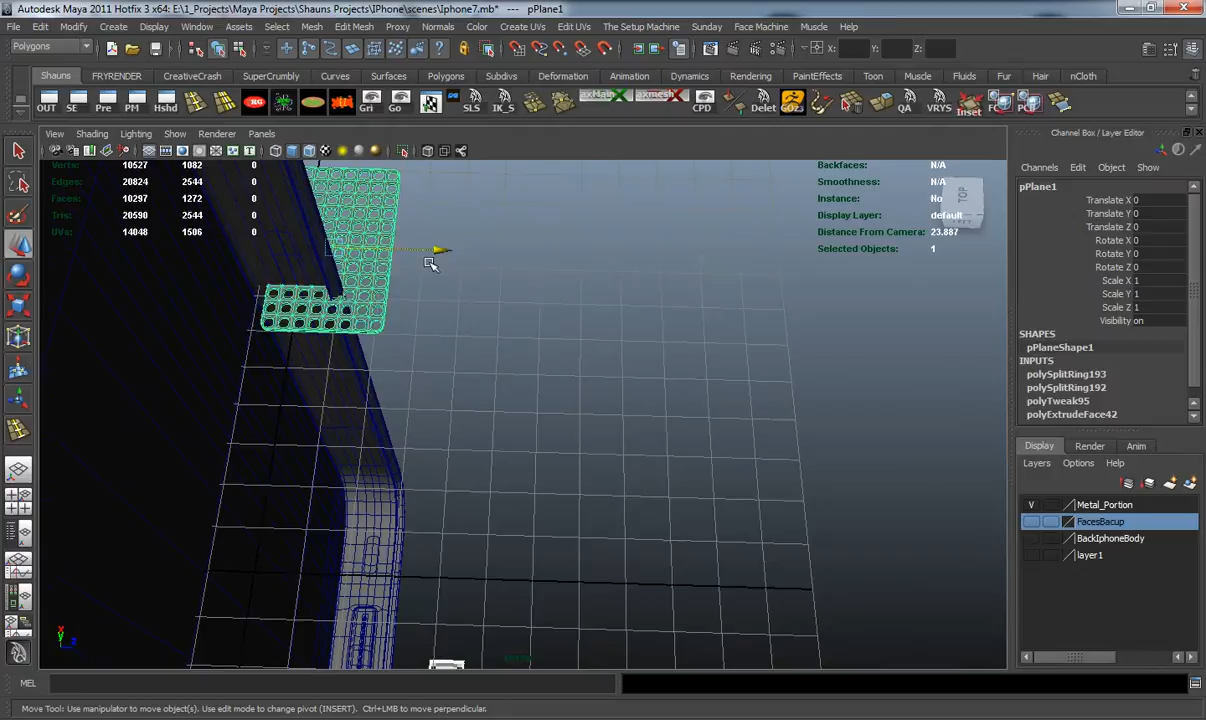 Autodesk Maya 2011 Hotfix 3 x64: E:\1_Projects\Maya Projects\Shauns Projects\IPhone\scenes\Iphone7.mb* --- pPlane1
File Edit Modify Create Display Window Assets Select Mesh Edit Mesh Proxy Normals Color Create UVs Edit UVs The Setup Machine Sunday Face Machine Muscle Help
Polygons X: Y: Z:
Shauns FRYRENDER CreativeCrash SuperCrumbly Curves Surfaces Polygons Subdivs Deformation Animation Dynamics Rendering PaintEffects Toon Muscle Fluids Fur Hair nCloth
OUT SE Pre PM Hshd Gri Go SLS IK_S axMain axmesh CPD Delet GOz3 QA VRYS Inset FC PCB
View Shading Lighting Show Renderer Panels
Channel Box / Layer Editor
Channels Edit Object Show
Verts: 10527 1082 0
Edges: 20824 2544 0
Faces: 10297 1272 0
Tris: 20590 2544 0
UVs: 14048 1506 0
Backfaces: N/A
Smoothness: N/A
Instance: No
Display Layer: default
Distance From Camera: 23.887
Selected Objects: 1
TOP
pPlane1
Translate X 0
Translate Y 0
Translate Z 0
Rotate X 0
Rotate Y 0
Rotate Z 0
Scale X 1
Scale Y 1
Scale Z 1
Visibility on
SHAPES
pPlaneShape1
INPUTS
polySplitRing193
polySplitRing192
polyTweak95
polyExtrudeFace42
Display Render Anim
Layers Options Help
V Metal_Portion
FacesBacup
BackIphoneBody
layer1
MEL
Move Tool: Use manipulator to move object(s). Use edit mode to change pivot (INSERT). Ctrl+LMB to move perpendicular.